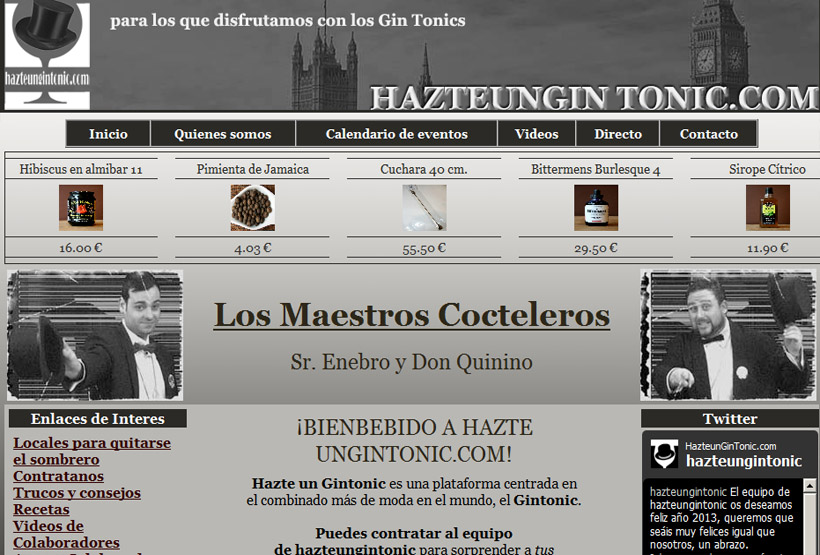 para los que disfrutamos con los Gin Tonics
hazteungintonic.com
HAZTEUNGIN TONIC.COM
Inicio
Quienes somos
Calendario de eventos
Videos
Directo
Contacto
Hibiscus en almibar 11
Pimienta de Jamaica
Cuchara 40 cm.
Bittermens Burlesque 4
Sirope Cítrico
16.00 €
4.03 €
55.50 €
29.50 €
11.90 €
Los Maestros Cocteleros
Sr. Enebro y Don Quinino
Enlaces de Interes
Locales para quitarse
el sombrero
Contratanos
Trucos y consejos
Recetas
Videos de
Colaboradores
¡BIENBEBIDO A HAZTE
UNGINTONIC.COM!
Hazte un Gintonic es una plataforma centrada en
el combinado más de moda en el mundo, el Gintonic.
Puedes contratar al equipo
de hazteungintonic para sorprender a tus
Twitter
HazteunGinTonic.com
hazteungintonic
hazteungintonic El equipo de
hazteungintonic os deseamos
feliz año 2013, queremos que
seáis muy felices igual que
nosotros, un abrazo.